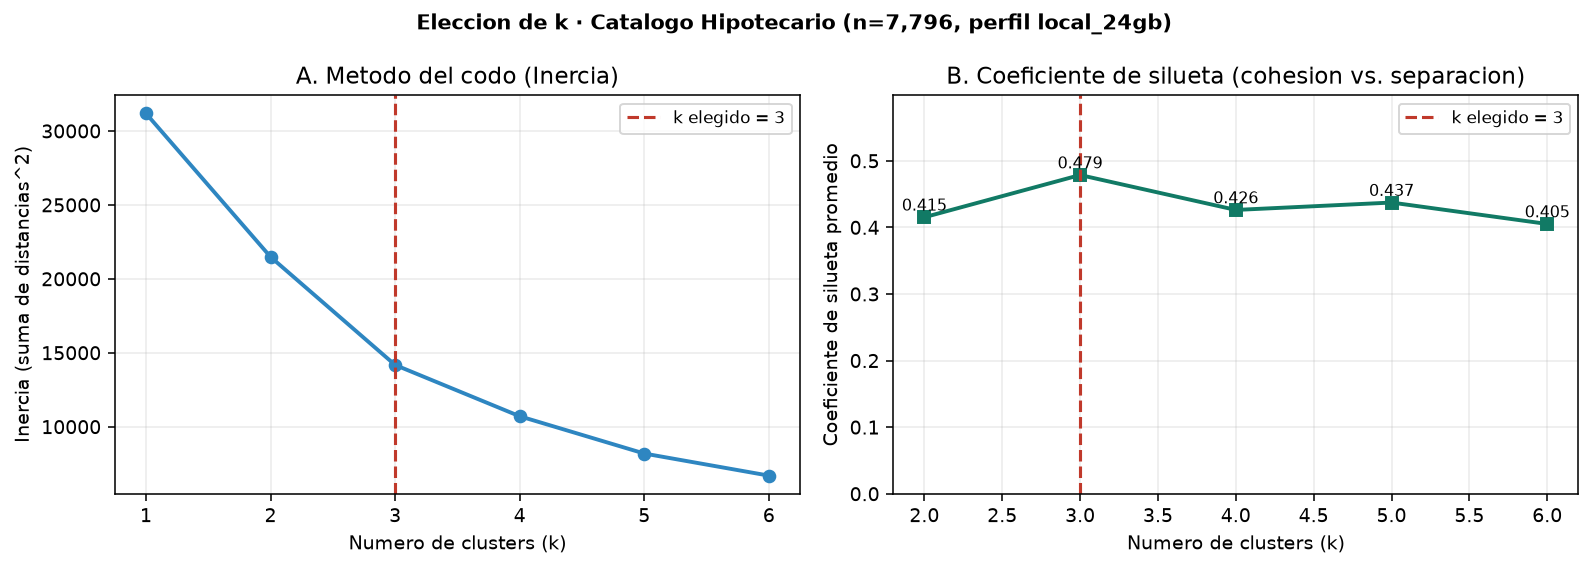 Eleccion de k · Catalogo Hipotecario (n=7,796, perfil local_24gb)
A. Metodo del codo (Inercia)
Inercia (suma de distancias^2)
30000
25000
20000
15000
10000
k elegido = 3
1 2 3 4 5 6
Numero de clusters (k)
B. Coeficiente de silueta (cohesion vs. separacion)
Coeficiente de silueta promedio
0.5
0.4
0.3
0.2
0.1
0.0
k elegido = 3
0.415
0.479
0.426
0.437
0.405
2.0 2.5 3.0 3.5 4.0 4.5 5.0 5.5 6.0
Numero de clusters (k)